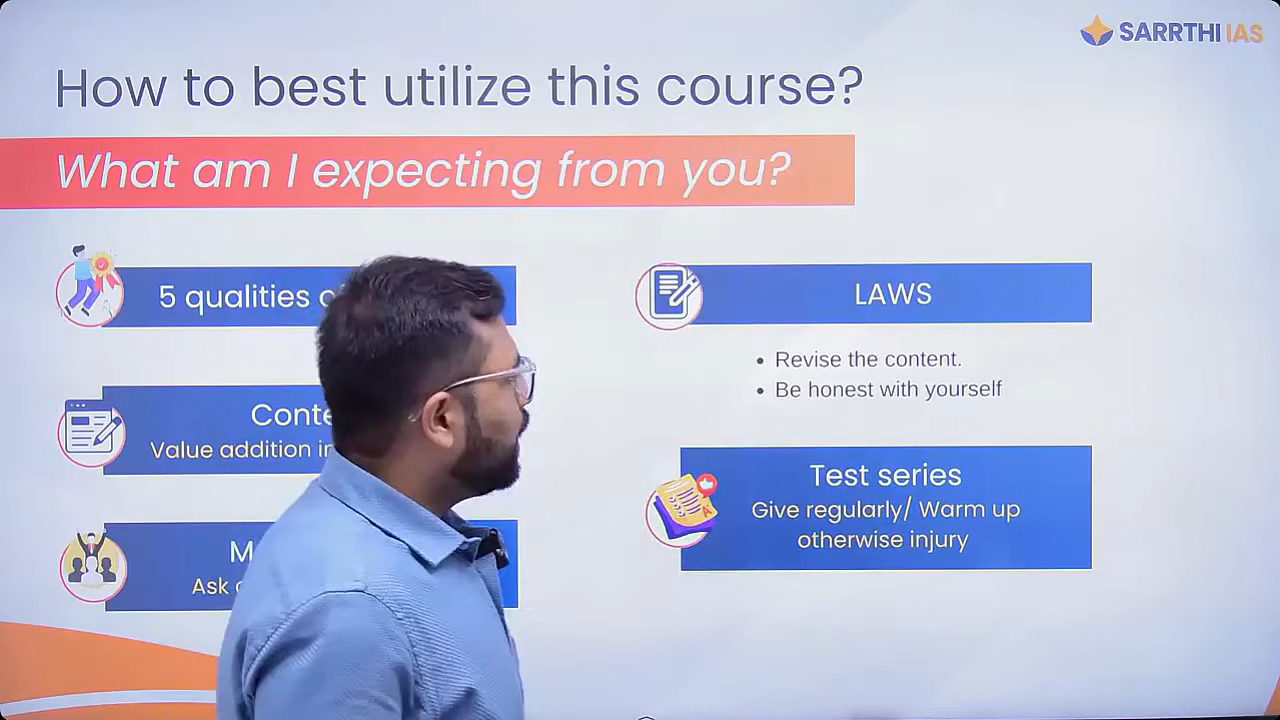 SARRTHI IAS
How to best utilize this course?
What am I expecting from you?
5 qualities
Value addition
Ask
LAWS
• Revise the content.
• Be honest with yourself
Test series
Give regularly/ Warm up
otherwise injury